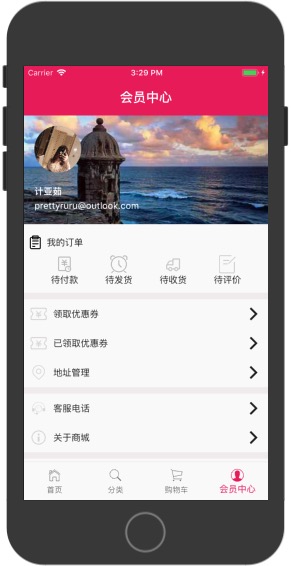 Carrier 3:29 PM
会员中心
计亚茹
prettyruru@outlook.com
我的订单
待付款 待发货 待收货 待评价
领取优惠券
已领取优惠券
地址管理
客服电话
关于商城
首页 分类 购物车 会员中心